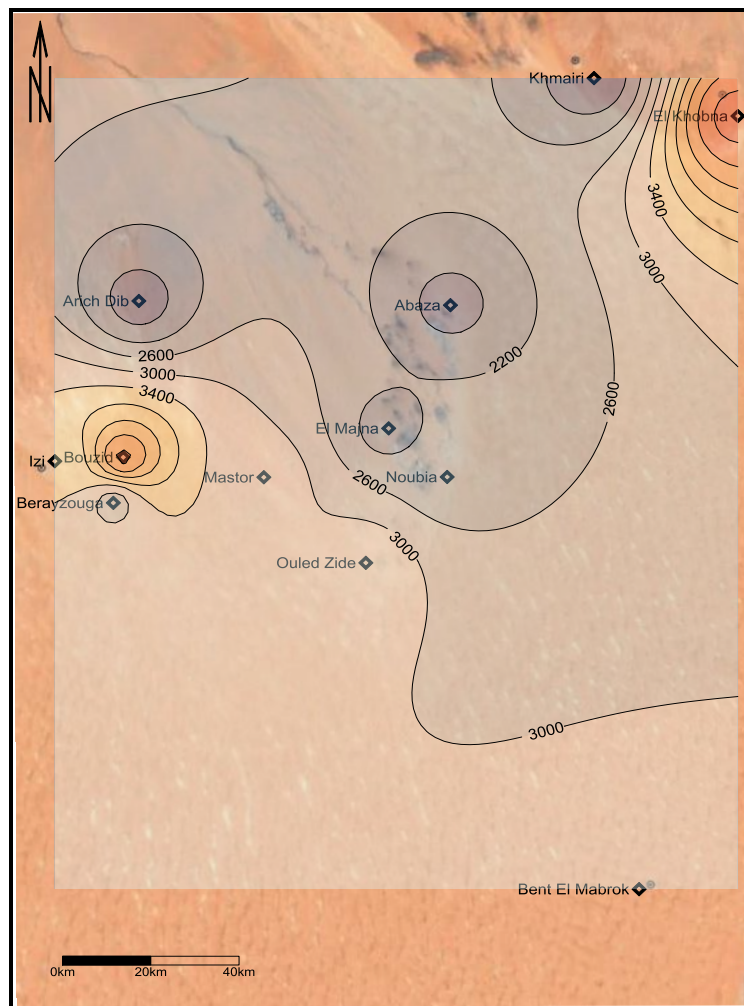 N
Khmairi
El Khobna
3400
3000
Arich Dib
Abaza
2600
2200
3000
3400
2600
El Majna
Izi
Bouzid
Mastor
Noubia
2600
Berayzouga
3000
Ouled Zide
3000
Bent El Mabrok
0km 20km 40km